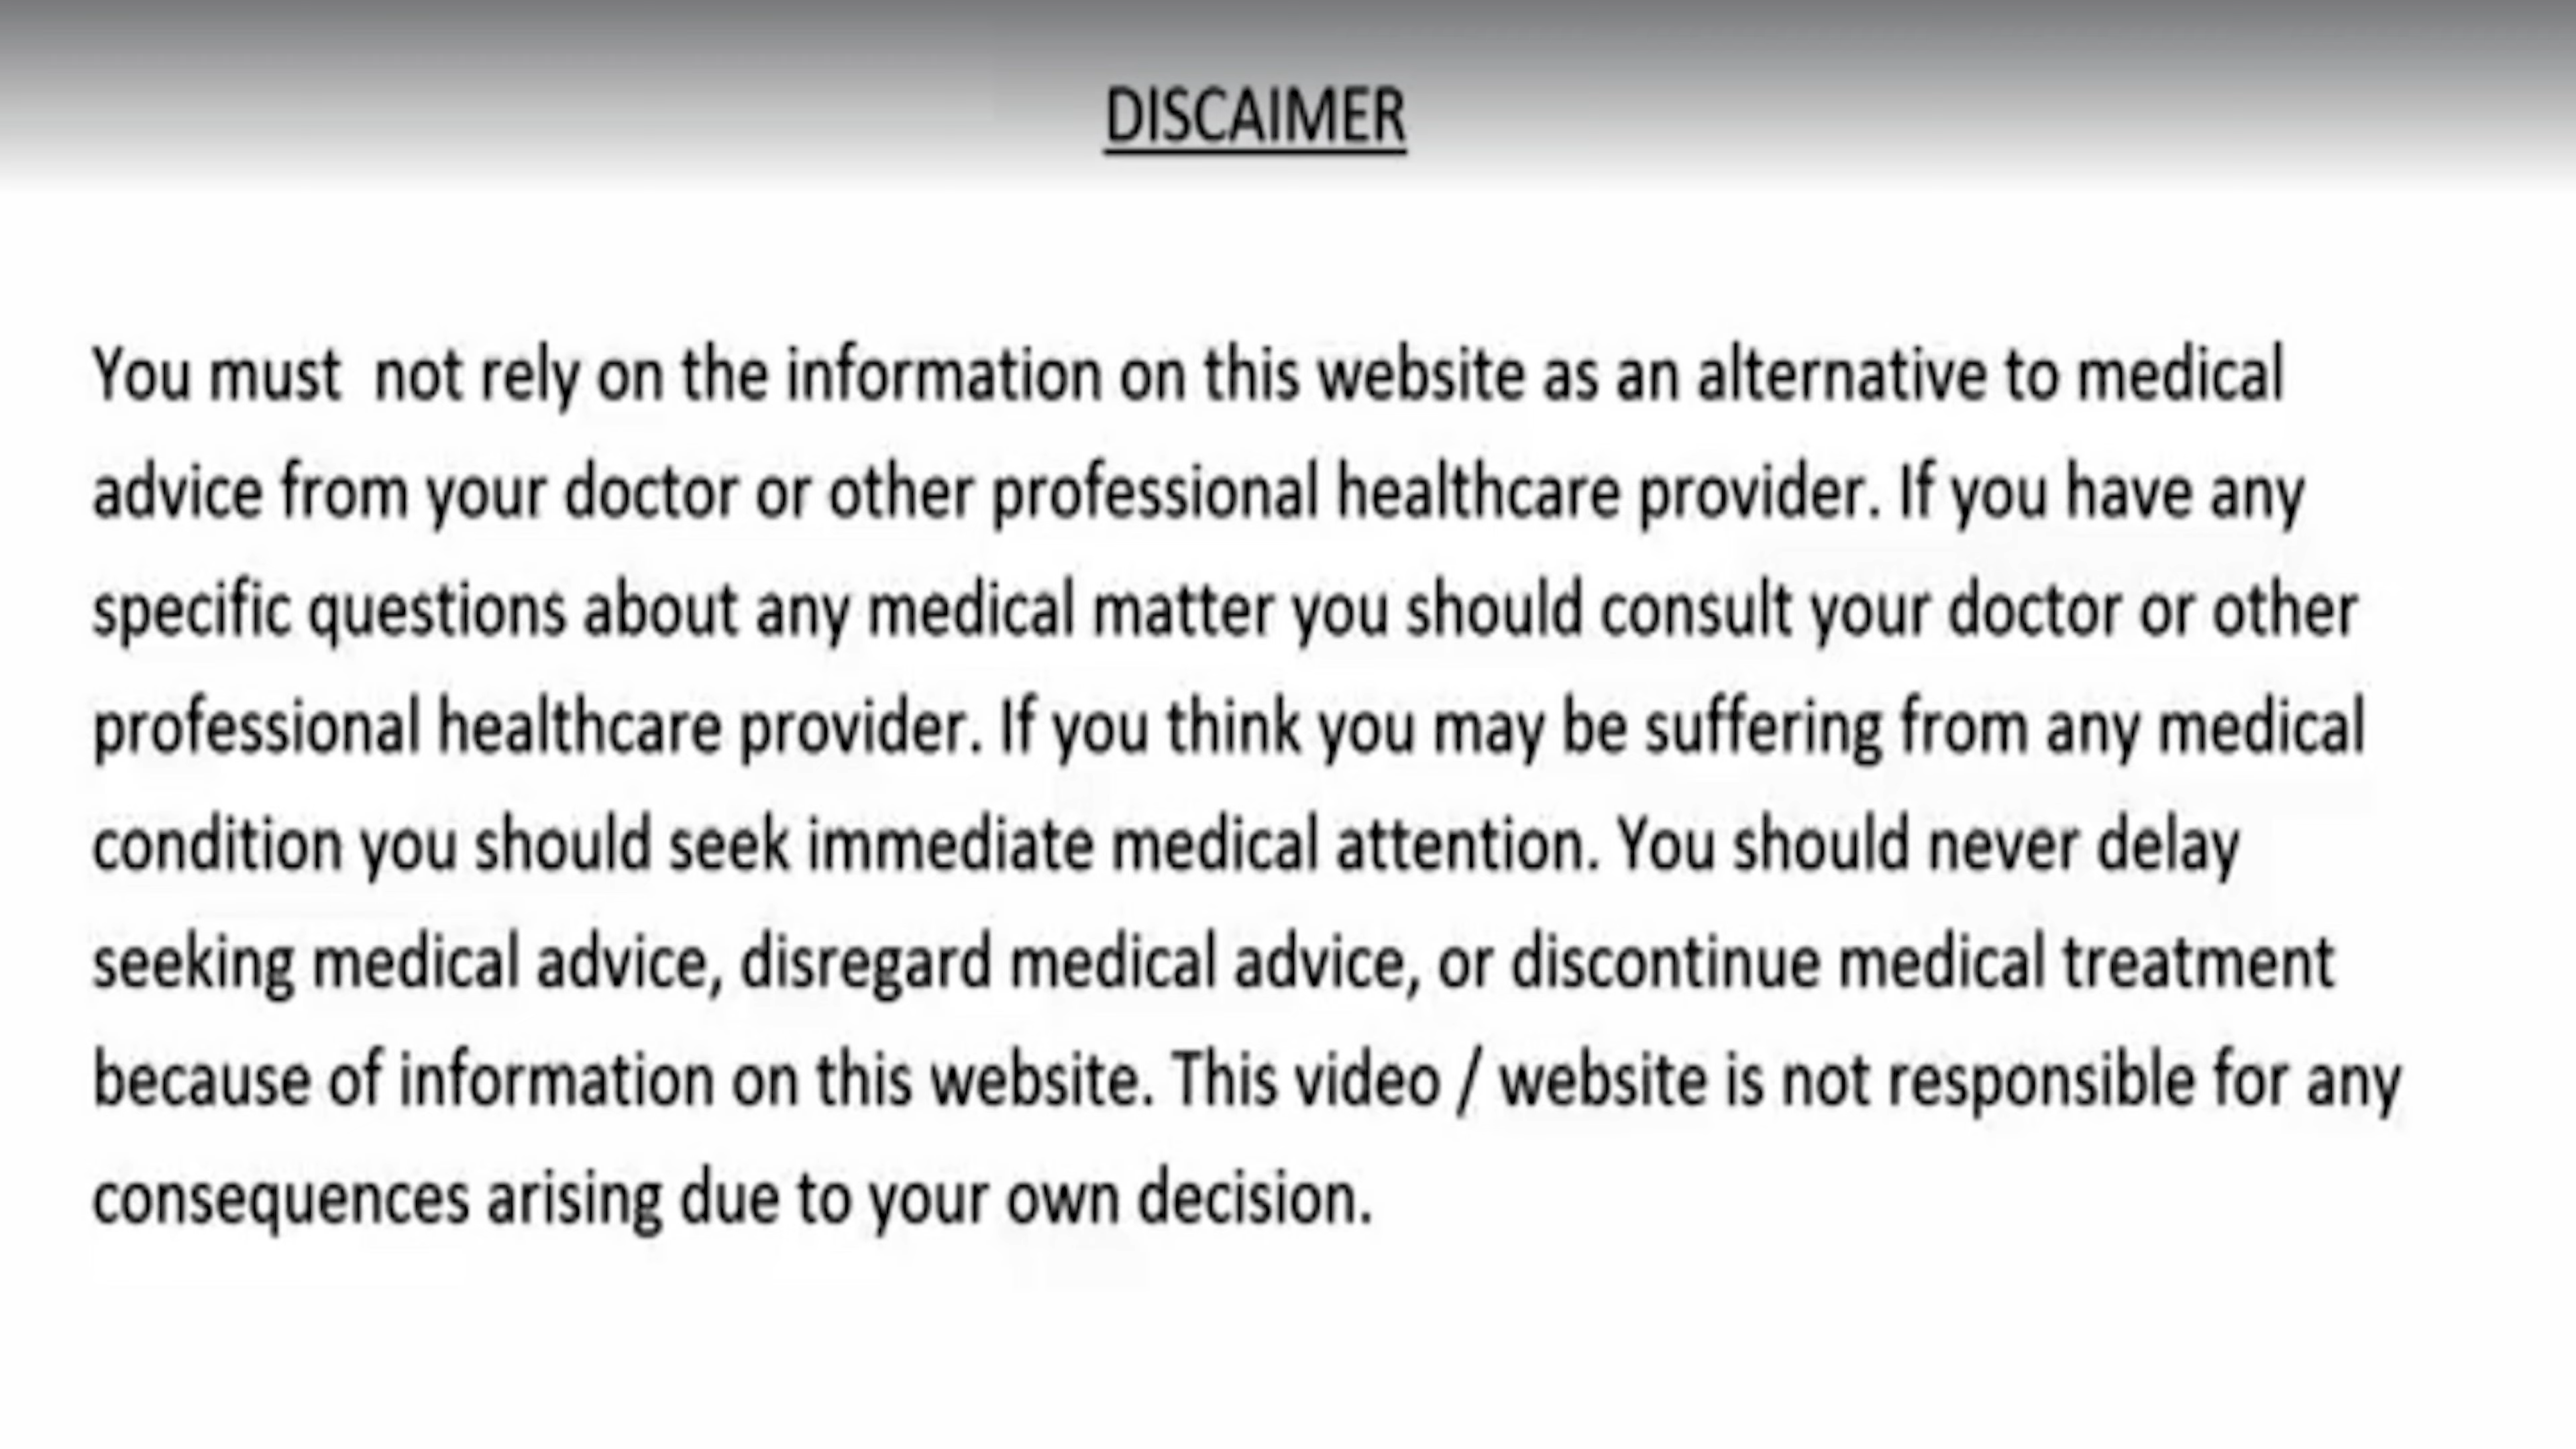 DISCAIMER
You must  not rely on the information on this website as an alternative to medical
advice from your doctor or other professional healthcare provider. If you have any
specific questions about any medical matter you should consult your doctor or other
professional healthcare provider. If you think you may be suffering from any medical
condition you should seek immediate medical attention. You should never delay
seeking medical advice, disregard medical advice, or discontinue medical treatment
because of information on this website. This video / website is not responsible for any
consequences arising due to your own decision.